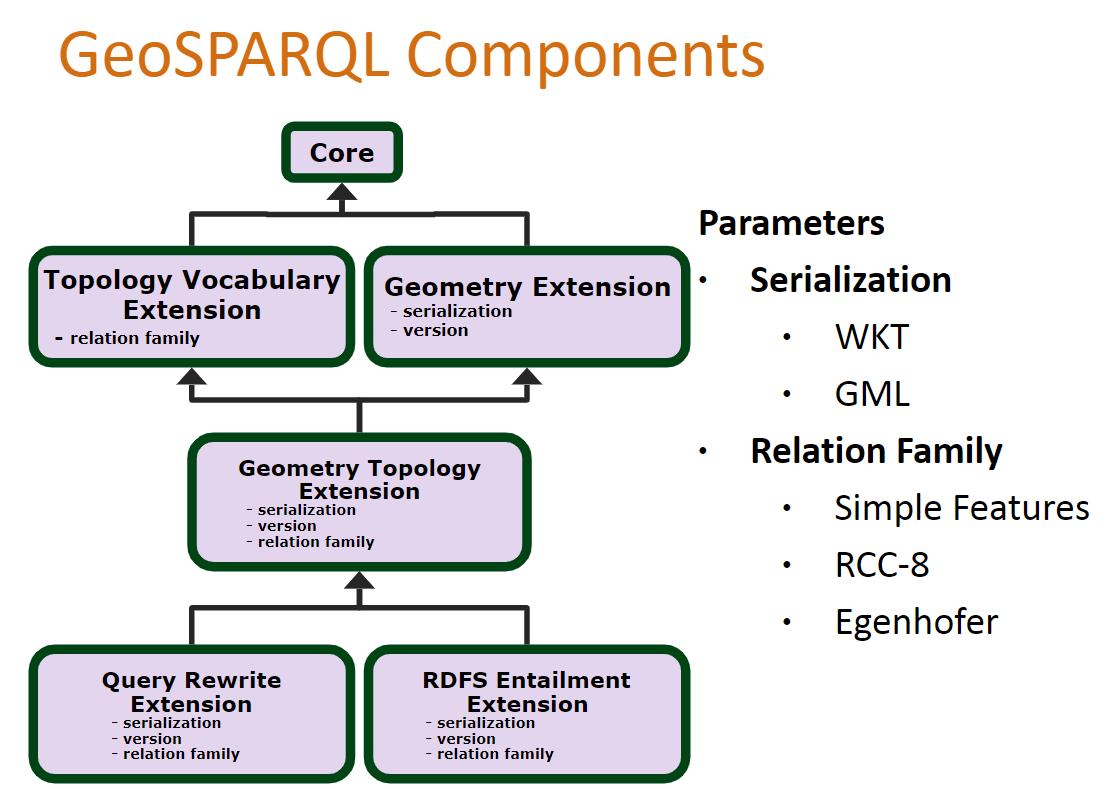 GeoSPARQL Components
Core
Topology Vocabulary
Extension
- relation family
Geometry Extension
- serialization
- version
Geometry Topology
Extension
- serialization
- version
- relation family
Query Rewrite
Extension
- serialization
- version
- relation family
RDFS Entailment
Extension
- serialization
- version
- relation family
Parameters
• Serialization
• WKT
• GML
• Relation Family
• Simple Features
• RCC-8
• Egenhofer